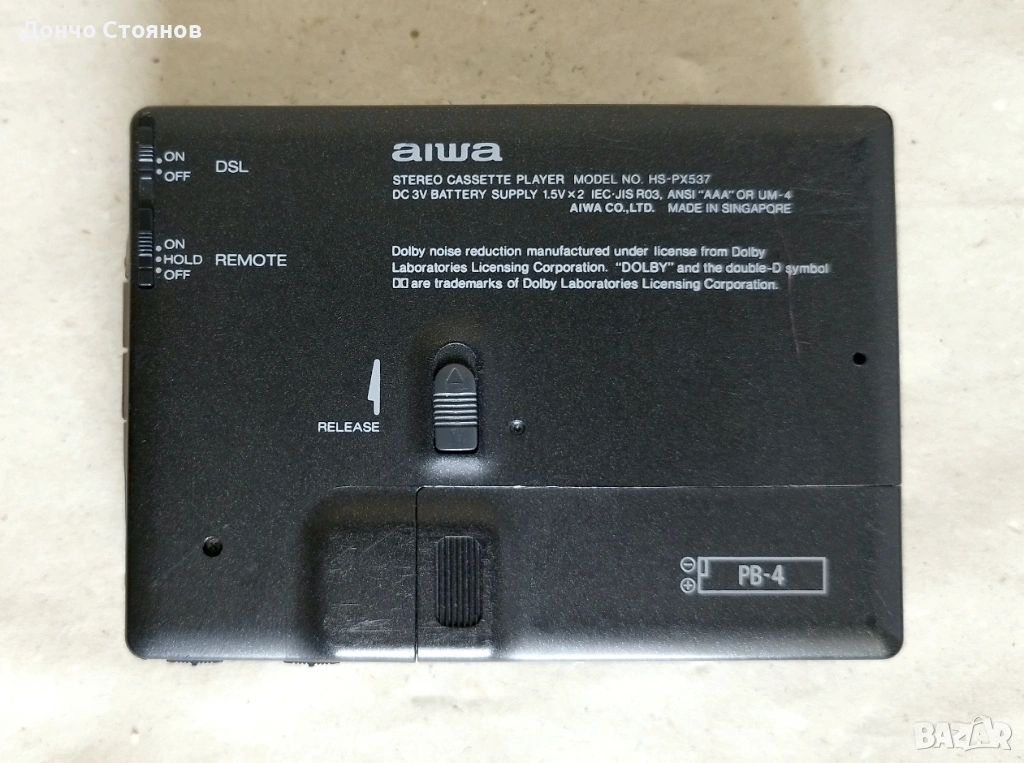 Дончо Стоянов
ON
OFF
DSL
ON
HOLD
OFF
REMOTE
aiwa
STEREO CASSETTE PLAYER MODEL NO. HS-PX537
DC 3V BATTERY SUPPLY 1.5V×2 IEC·JIS R03, ANSI "AAA" OR UM-4
AIWA CO.,LTD. MADE IN SINGAPORE
Dolby noise reduction manufactured under license from Dolby
Laboratories Licensing Corporation. "DOLBY" and the double-D symbol
are trademarks of Dolby Laboratories Licensing Corporation.
RELEASE
PB-4
BAZAR